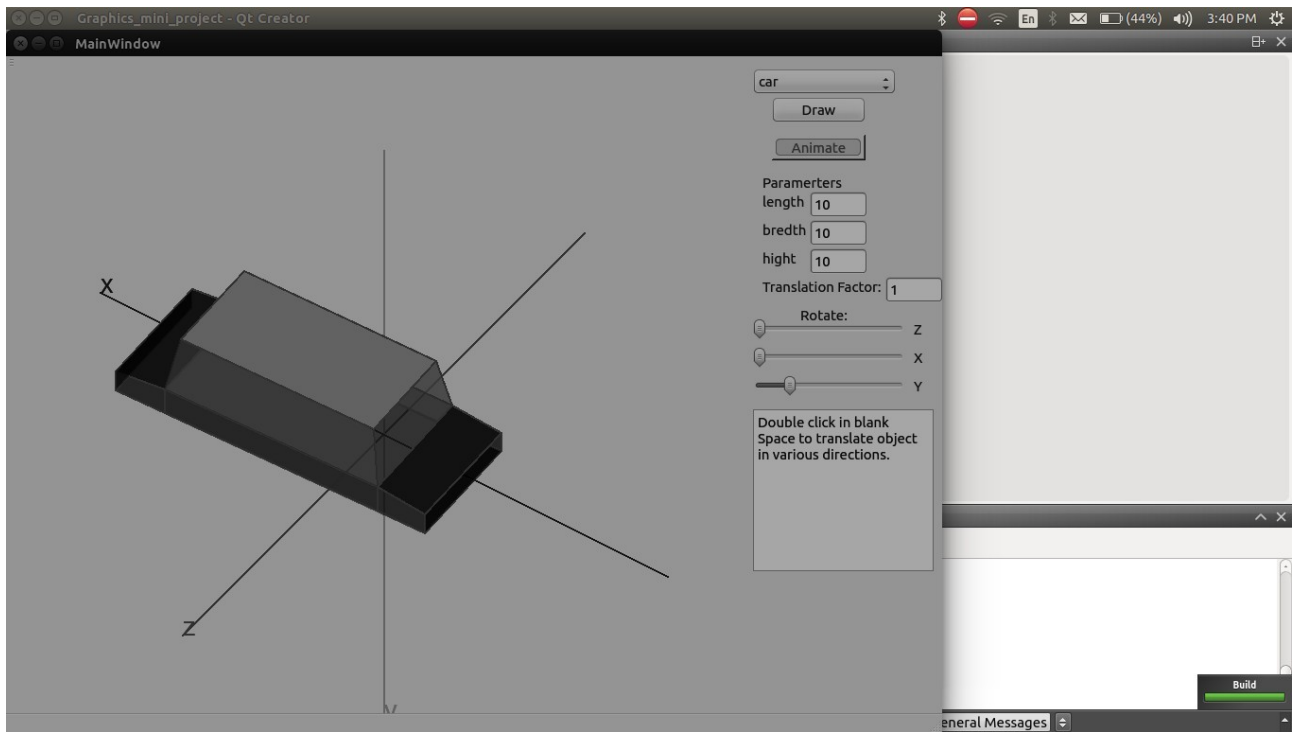 Graphics_mini_project - Qt Creator
En
(44%)
3:40 PM
MainWindow
car
Draw
Animate
Paramerters
length 10
bredth 10
hight 10
Translation Factor: 1
Rotate:
Z
X
Y
Double click in blank
Space to translate object
in various directions.
X
Z
Build
eneral Messages